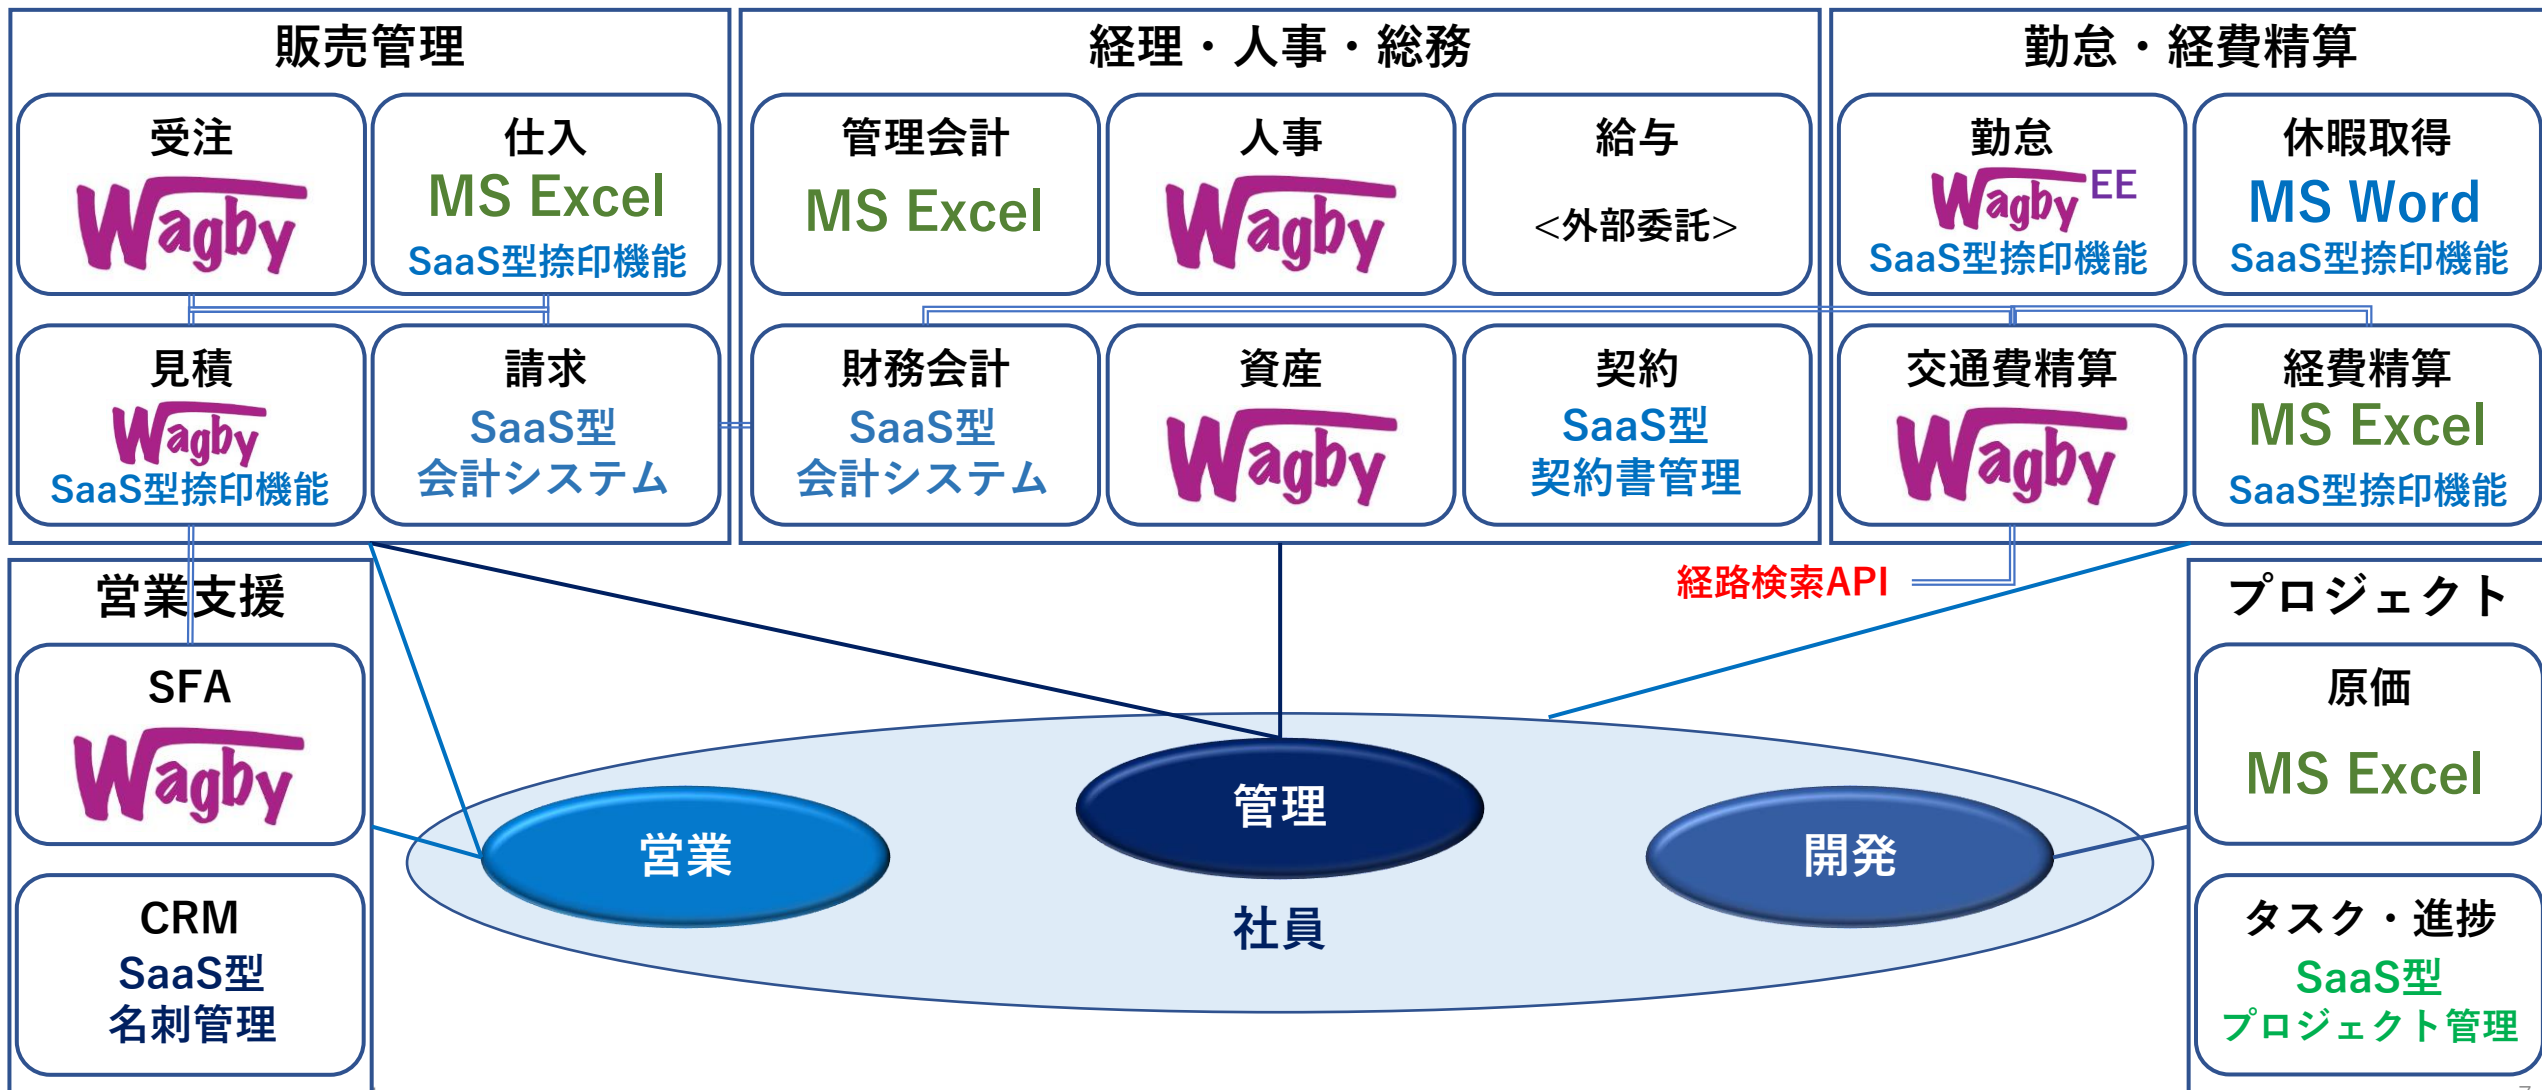 販売管理
受注
Wagby
仕入
MS Excel
SaaS型捺印機能
見積
Wagby
SaaS型捺印機能
請求
SaaS型
会計システム
経理・人事・総務
管理会計
MS Excel
人事
Wagby
給与
<外部委託>
財務会計
SaaS型
会計システム
資産
Wagby
契約
SaaS型
契約書管理
勤怠・経費精算
勤怠
Wagby EE
SaaS型捺印機能
休暇取得
MS Word
SaaS型捺印機能
交通費精算
Wagby
経費精算
MS Excel
SaaS型捺印機能
経路検索API
営業支援
SFA
Wagby
CRM
SaaS型
名刺管理
営業
管理
開発
社員
プロジェクト
原価
MS Excel
タスク・進捗
SaaS型
プロジェクト管理